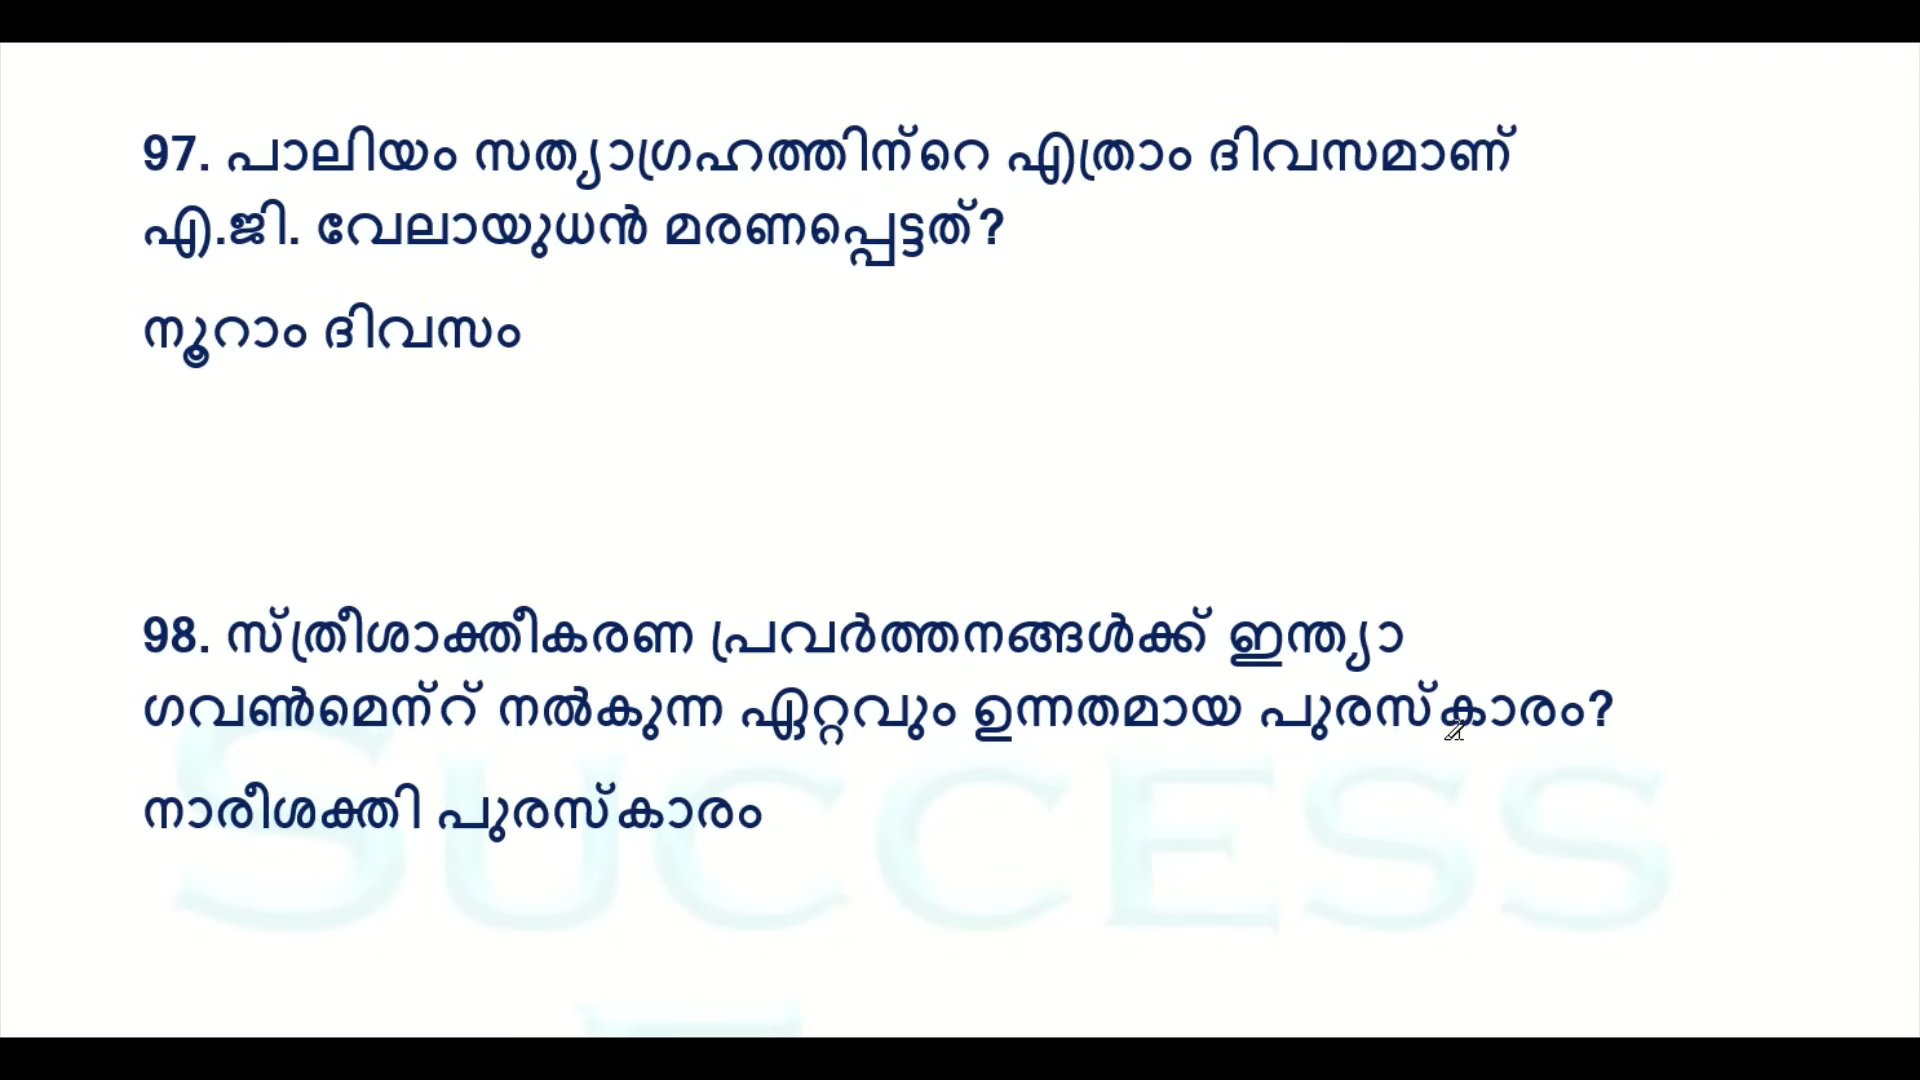 97. പാലിയം സത്യാഗ്രഹത്തിന്റെ എത്രാം ദിവസമാണ്
എ.ജി. വേലായുധൻ മരണപ്പെട്ടത്?
നൂറാം ദിവസം
98. സ്ത്രീശാക്തീകരണ പ്രവർത്തനങ്ങൾക്ക് ഇന്ത്യാ
ഗവൺമെന്റ് നൽകുന്ന ഏറ്റവും ഉന്നതമായ പുരസ്കാരം?
നാരീശക്തി പുരസ്കാരം
SUCCESS